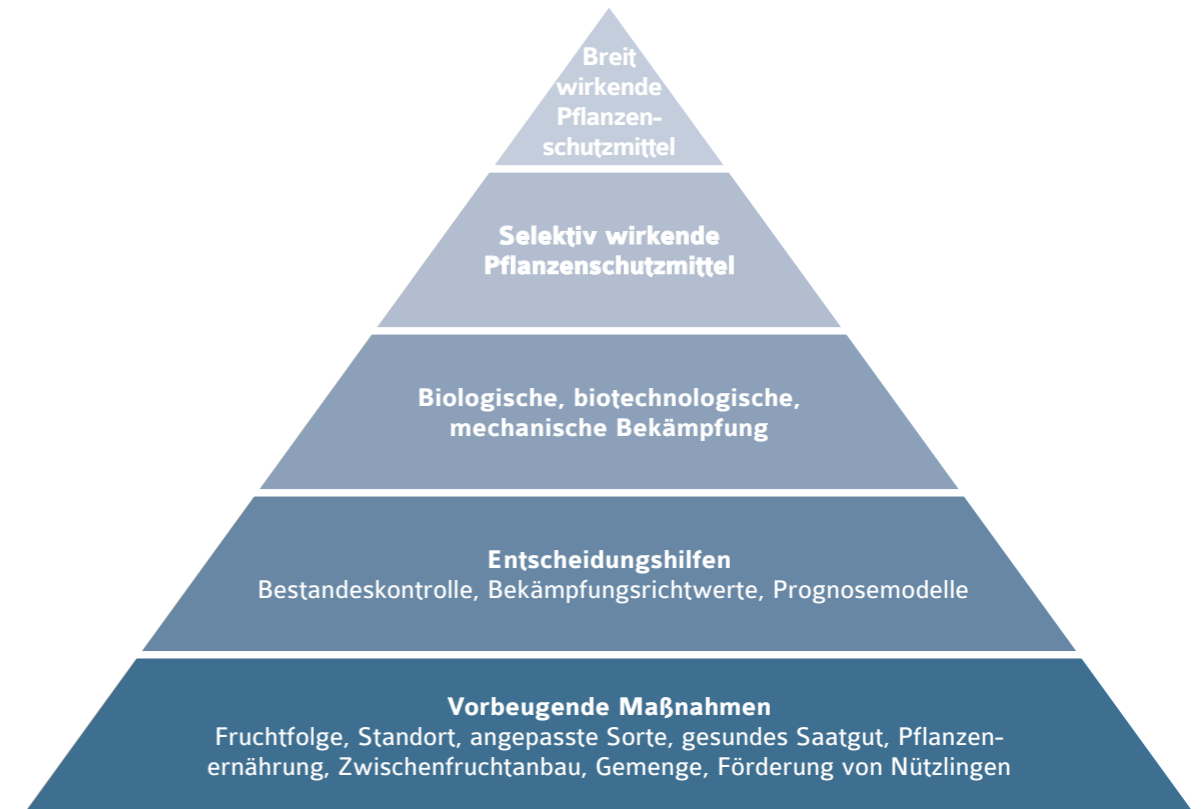 Breit
wirkende
Pflanzen-
schutzmittel
Selektiv wirkende
Pflanzenschutzmittel
Biologische, biotechnologische,
mechanische Bekämpfung
Entscheidungshilfen
Bestandeskontrolle, Bekämpfungsrichtwerte, Prognosemodelle
Vorbeugende Maßnahmen
Fruchtfolge, Standort, angepasste Sorte, gesundes Saatgut, Pflanzen-
ernährung, Zwischenfruchtanbau, Gemenge, Förderung von Nützlingen